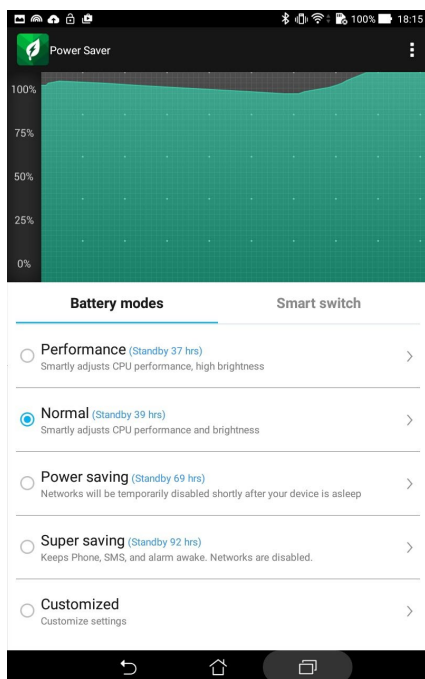 100% 18:15
Power Saver
100%
75%
50%
25%
0%
Battery modes Smart switch
Performance (Standby 37 hrs)
Smartly adjusts CPU performance, high brightness
Normal (Standby 39 hrs)
Smartly adjusts CPU performance and brightness
Power saving (Standby 69 hrs)
Networks will be temporarily disabled shortly after your device is asleep
Super saving (Standby 92 hrs)
Keeps Phone, SMS, and alarm awake. Networks are disabled.
Customized
Customize settings